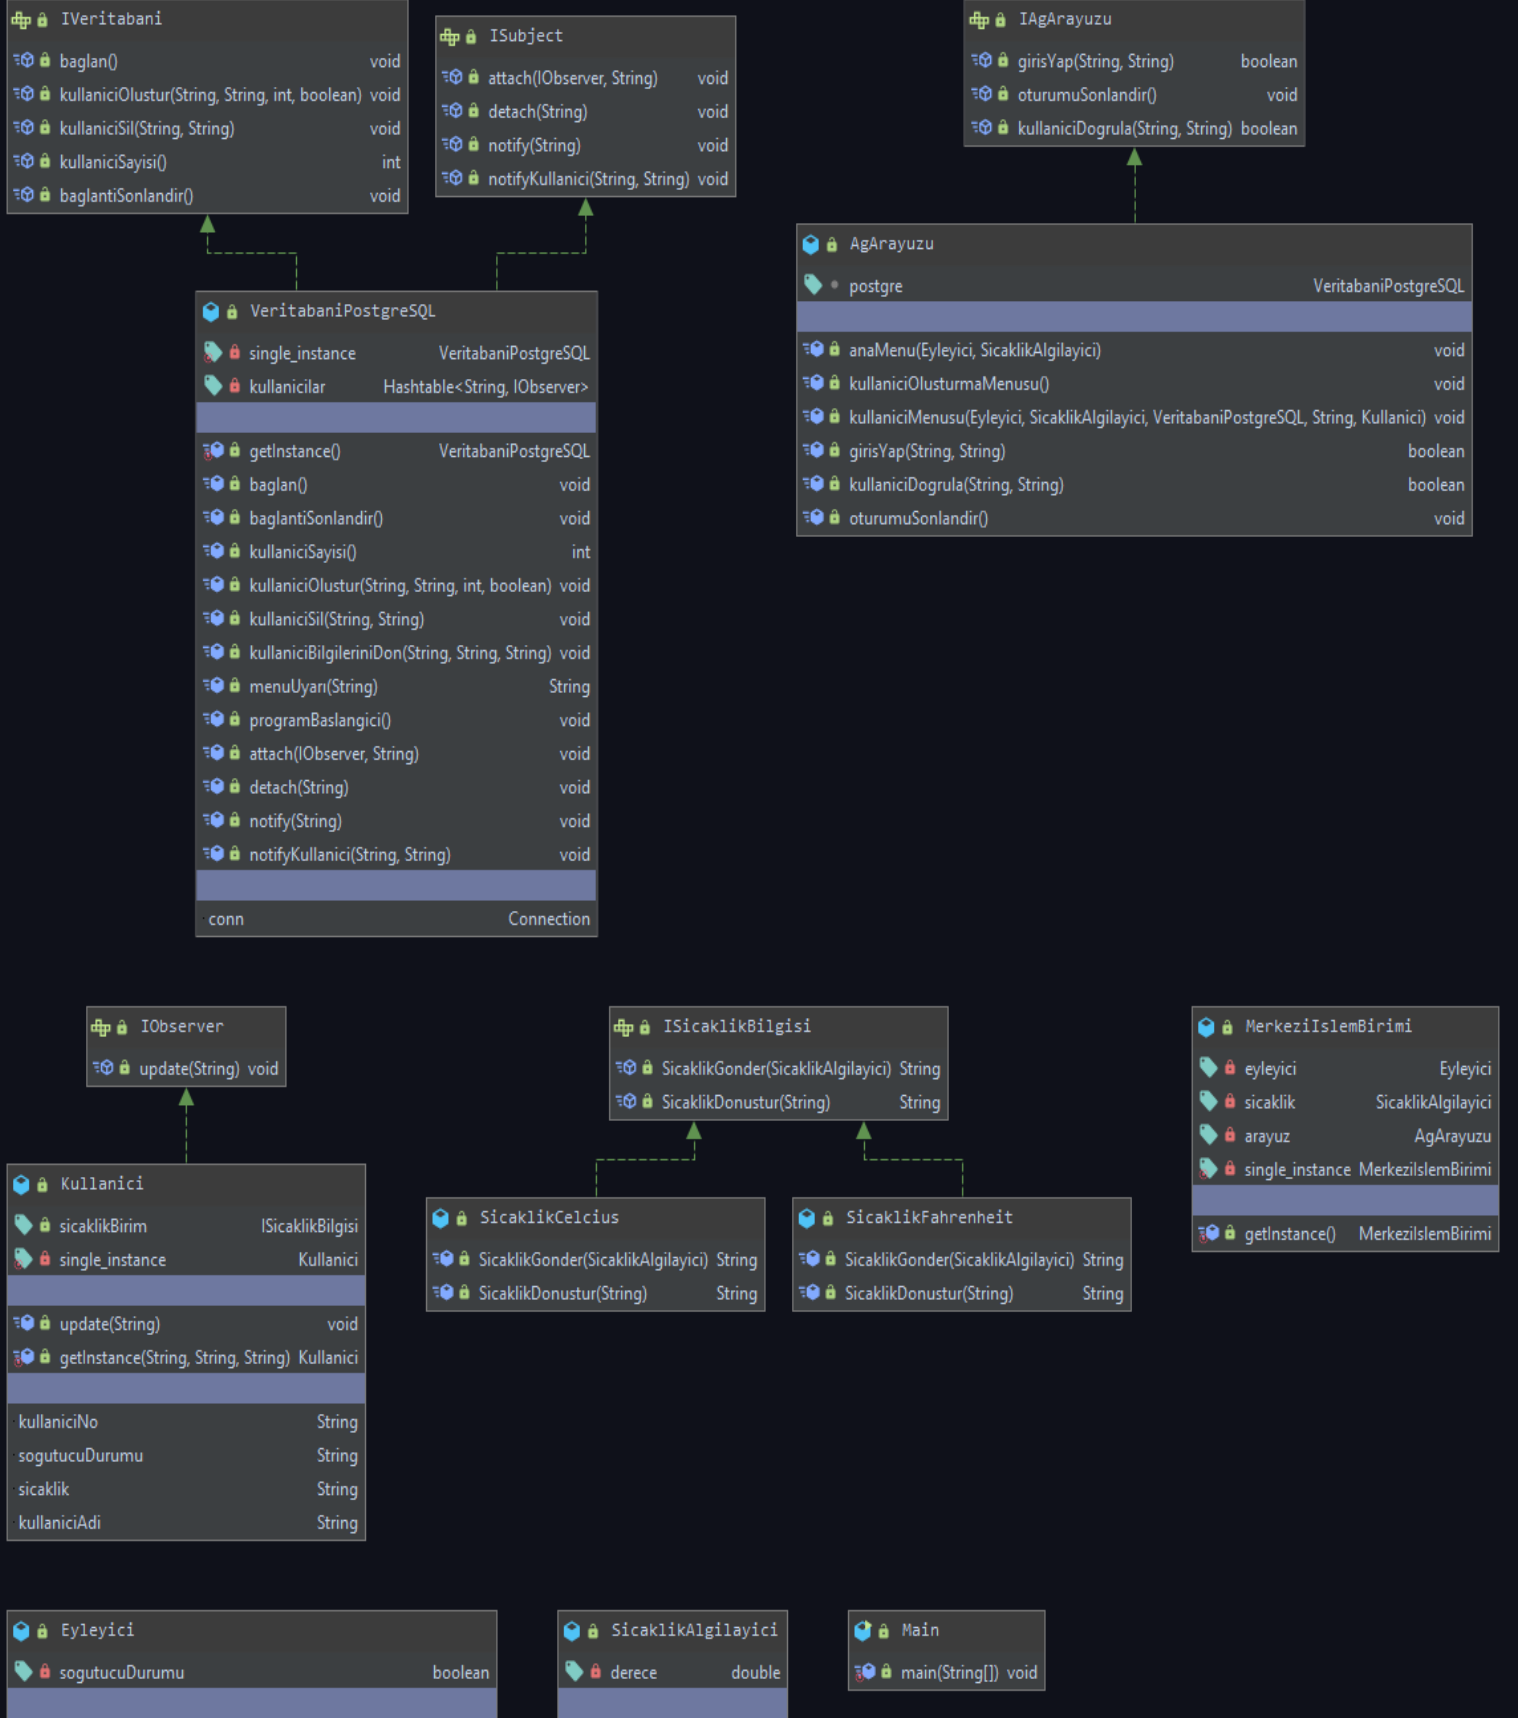 IVeritabani
baglan() void
kullaniciOlustur(String, String, int, boolean) void
kullaniciSil(String, String) void
kullaniciSayisi() int
baglantiSonlandir() void
ISubject
attach(IObserver, String) void
detach(String) void
notify(String) void
notifyKullanici(String, String) void
IAgArayuzu
girisYap(String, String) boolean
oturumuSonlandir() void
kullaniciDogrula(String, String) boolean
AgArayuzu
postgre VeritabaniPostgreSQL
anaMenu(Eyleyici, SicaklikAlgilayici) void
kullaniciOlusturmaMenusu() void
kullaniciMenusu(Eyleyici, SicaklikAlgilayici, VeritabaniPostgreSQL, String, Kullanici) void
girisYap(String, String) boolean
kullaniciDogrula(String, String) boolean
oturumuSonlandir() void
VeritabaniPostgreSQL
single_instance VeritabaniPostgreSQL
kullanicilar Hashtable<String, IObserver>
getInstance() VeritabaniPostgreSQL
baglan() void
baglantiSonlandir() void
kullaniciSayisi() int
kullaniciOlustur(String, String, int, boolean) void
kullaniciSil(String, String) void
kullaniciBilgileriniDon(String, String, String) void
menuUyarı(String) String
programBaslangici() void
attach(IObserver, String) void
detach(String) void
notify(String) void
notifyKullanici(String, String) void
conn Connection
IObserver
update(String) void
ISicaklikBilgisi
SicaklikGonder(SicaklikAlgilayici) String
SicaklikDonustur(String) String
MerkeziIslemBirimi
eyleyici Eyleyici
sicaklik SicaklikAlgilayici
arayuz AgArayuzu
single_instance MerkeziIslemBirimi
getInstance() MerkeziIslemBirimi
Kullanici
sicaklikBirim ISicaklikBilgisi
single_instance Kullanici
update(String) void
getInstance(String, String, String) Kullanici
kullaniciNo String
sogutucuDurumu String
sicaklik String
kullaniciAdi String
SicaklikCelcius
SicaklikGonder(SicaklikAlgilayici) String
SicaklikDonustur(String) String
SicaklikFahrenheit
SicaklikGonder(SicaklikAlgilayici) String
SicaklikDonustur(String) String
Eyleyici
sogutucuDurumu boolean
SicaklikAlgilayici
derece double
Main
main(String[]) void